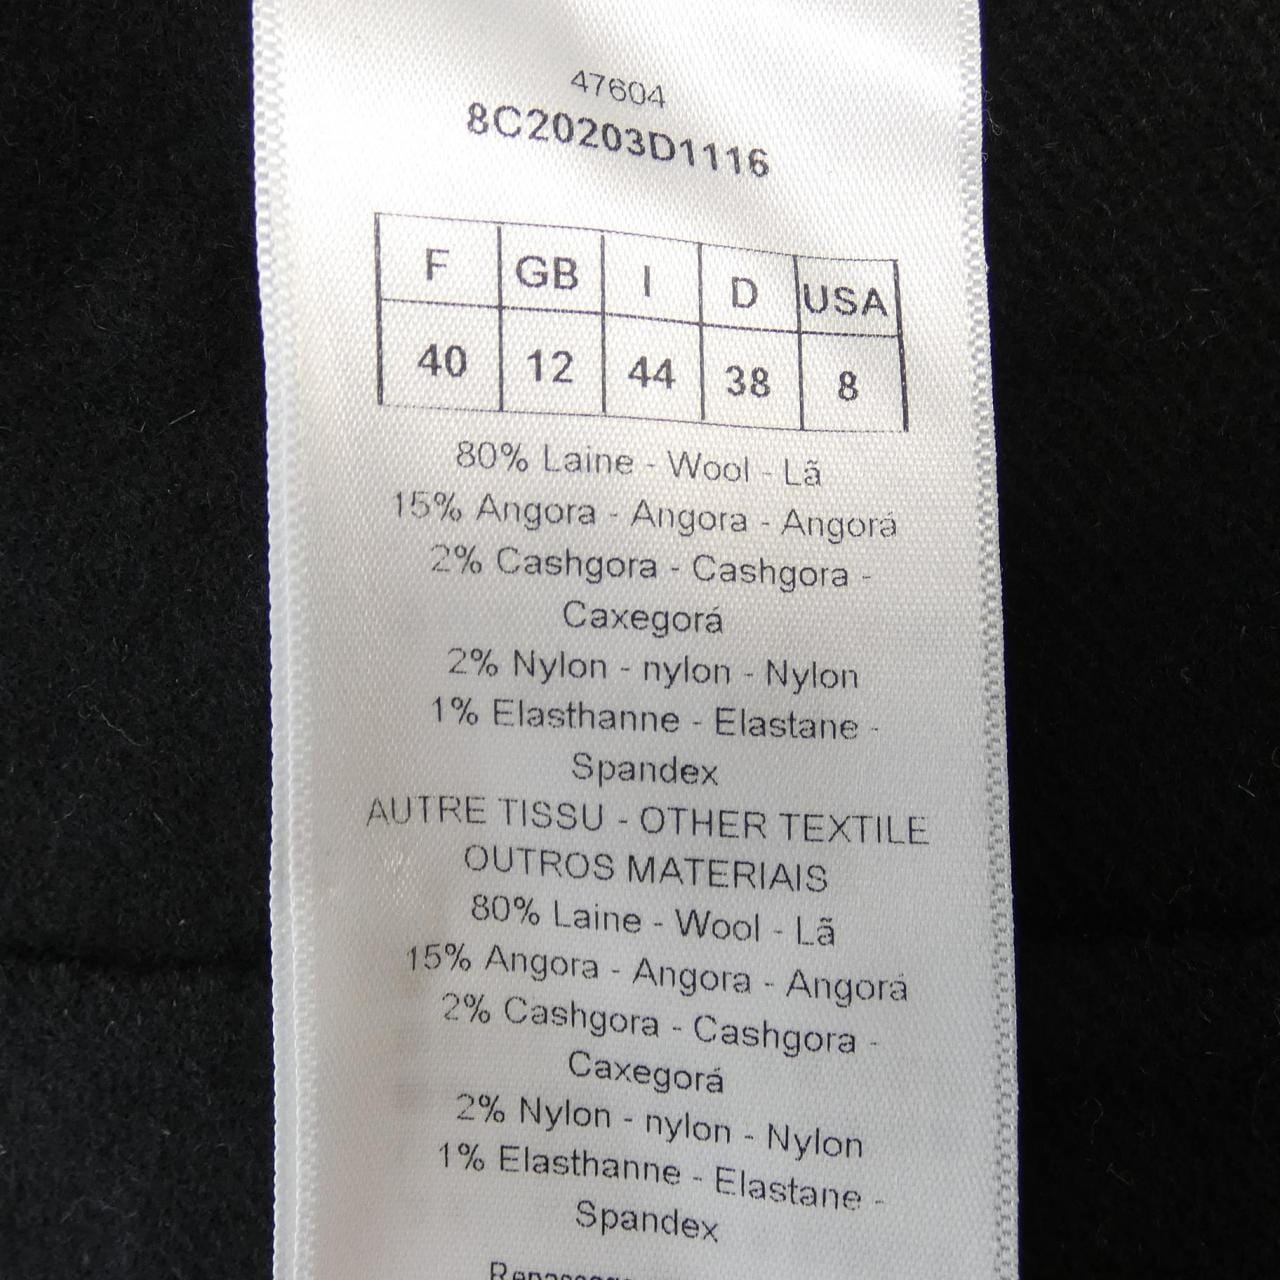 47604
8C20203D1116
F GB I D USA
40 12 44 38 8
80% Laine - Wool - Lã
15% Angora - Angora - Angorá
2% Cashgora - Cashgora -
Caxegorá
2% Nylon - nylon - Nylon
1% Elasthanne - Elastane -
Spandex
AUTRE TISSU - OTHER TEXTILE
OUTROS MATERIAIS
80% Laine - Wool - Lã
15% Angora - Angora - Angorá
2% Cashgora - Cashgora -
Caxegorá
2% Nylon - nylon - Nylon
1% Elasthanne - Elastane -
Spandex